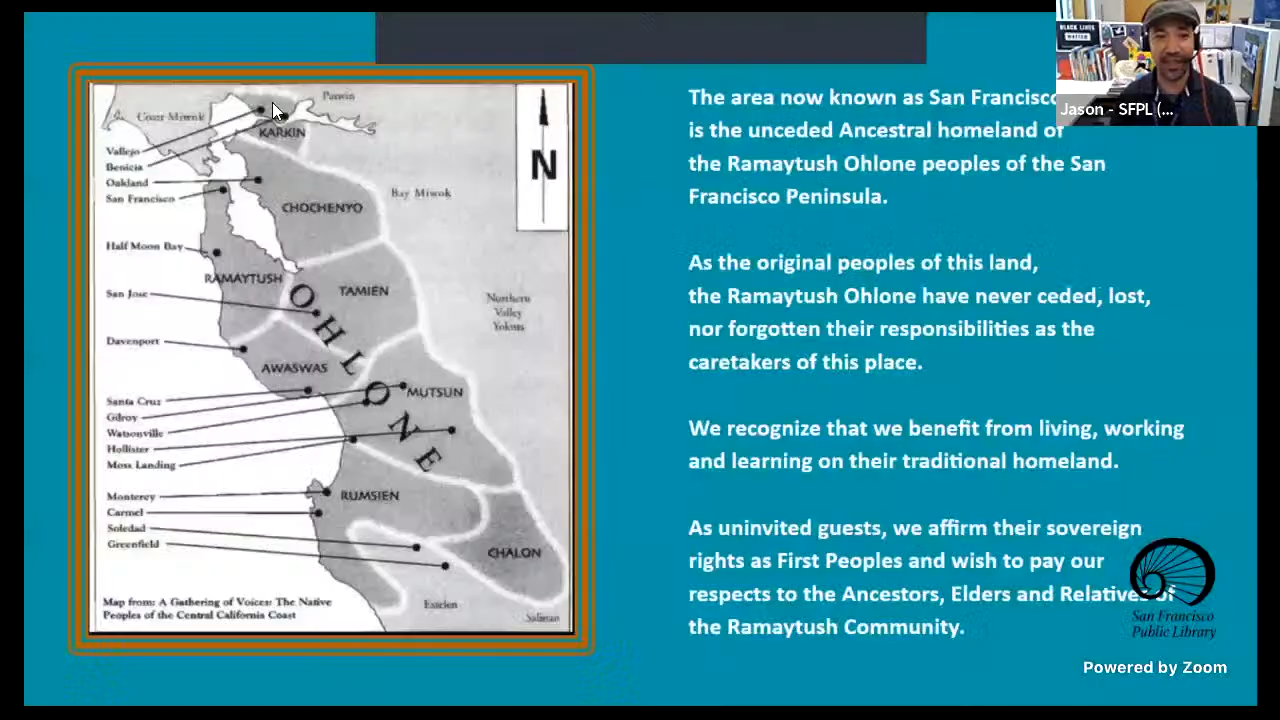 BLACK LIVES
MATTER
Jason - SFPL (...
Coast Miwok
Patwin
KARKIN
Vallejo
Benicia
Oakland
San Francisco
CHOCHENYO
Bay Miwok
N
Half Moon Bay
RAMAYTUSH
TAMIEN
San Jose
Northern
Valley
Yokuts
OHLONE
Davenport
AWASWAS
MUTSUN
Santa Cruz
Gilroy
Watsonville
Hollister
Moss Landing
Monterey
RUMSIEN
Carmel
Soledad
Greenfield
CHALON
Esselen
Salinan
Map from: A Gathering of Voices: The Native
Peoples of the Central California Coast
The area now known as San Francisco
is the unceded Ancestral homeland of
the Ramaytush Ohlone peoples of the San
Francisco Peninsula.
As the original peoples of this land,
the Ramaytush Ohlone have never ceded, lost,
nor forgotten their responsibilities as the
caretakers of this place.
We recognize that we benefit from living, working
and learning on their traditional homeland.
As uninvited guests, we affirm their sovereign
rights as First Peoples and wish to pay our
respects to the Ancestors, Elders and Relatives of
the Ramaytush Community.
San Francisco
Public Library
Powered by Zoom